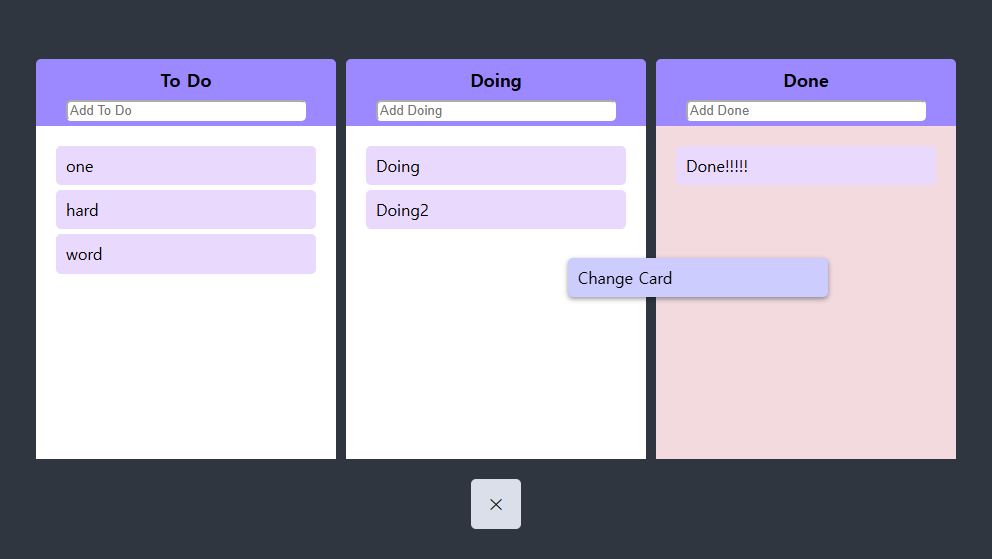 To Do
Add To Do
one
hard
word
Doing
Add Doing
Doing
Doing2
Done
Add Done
Done!!!!!
Change Card